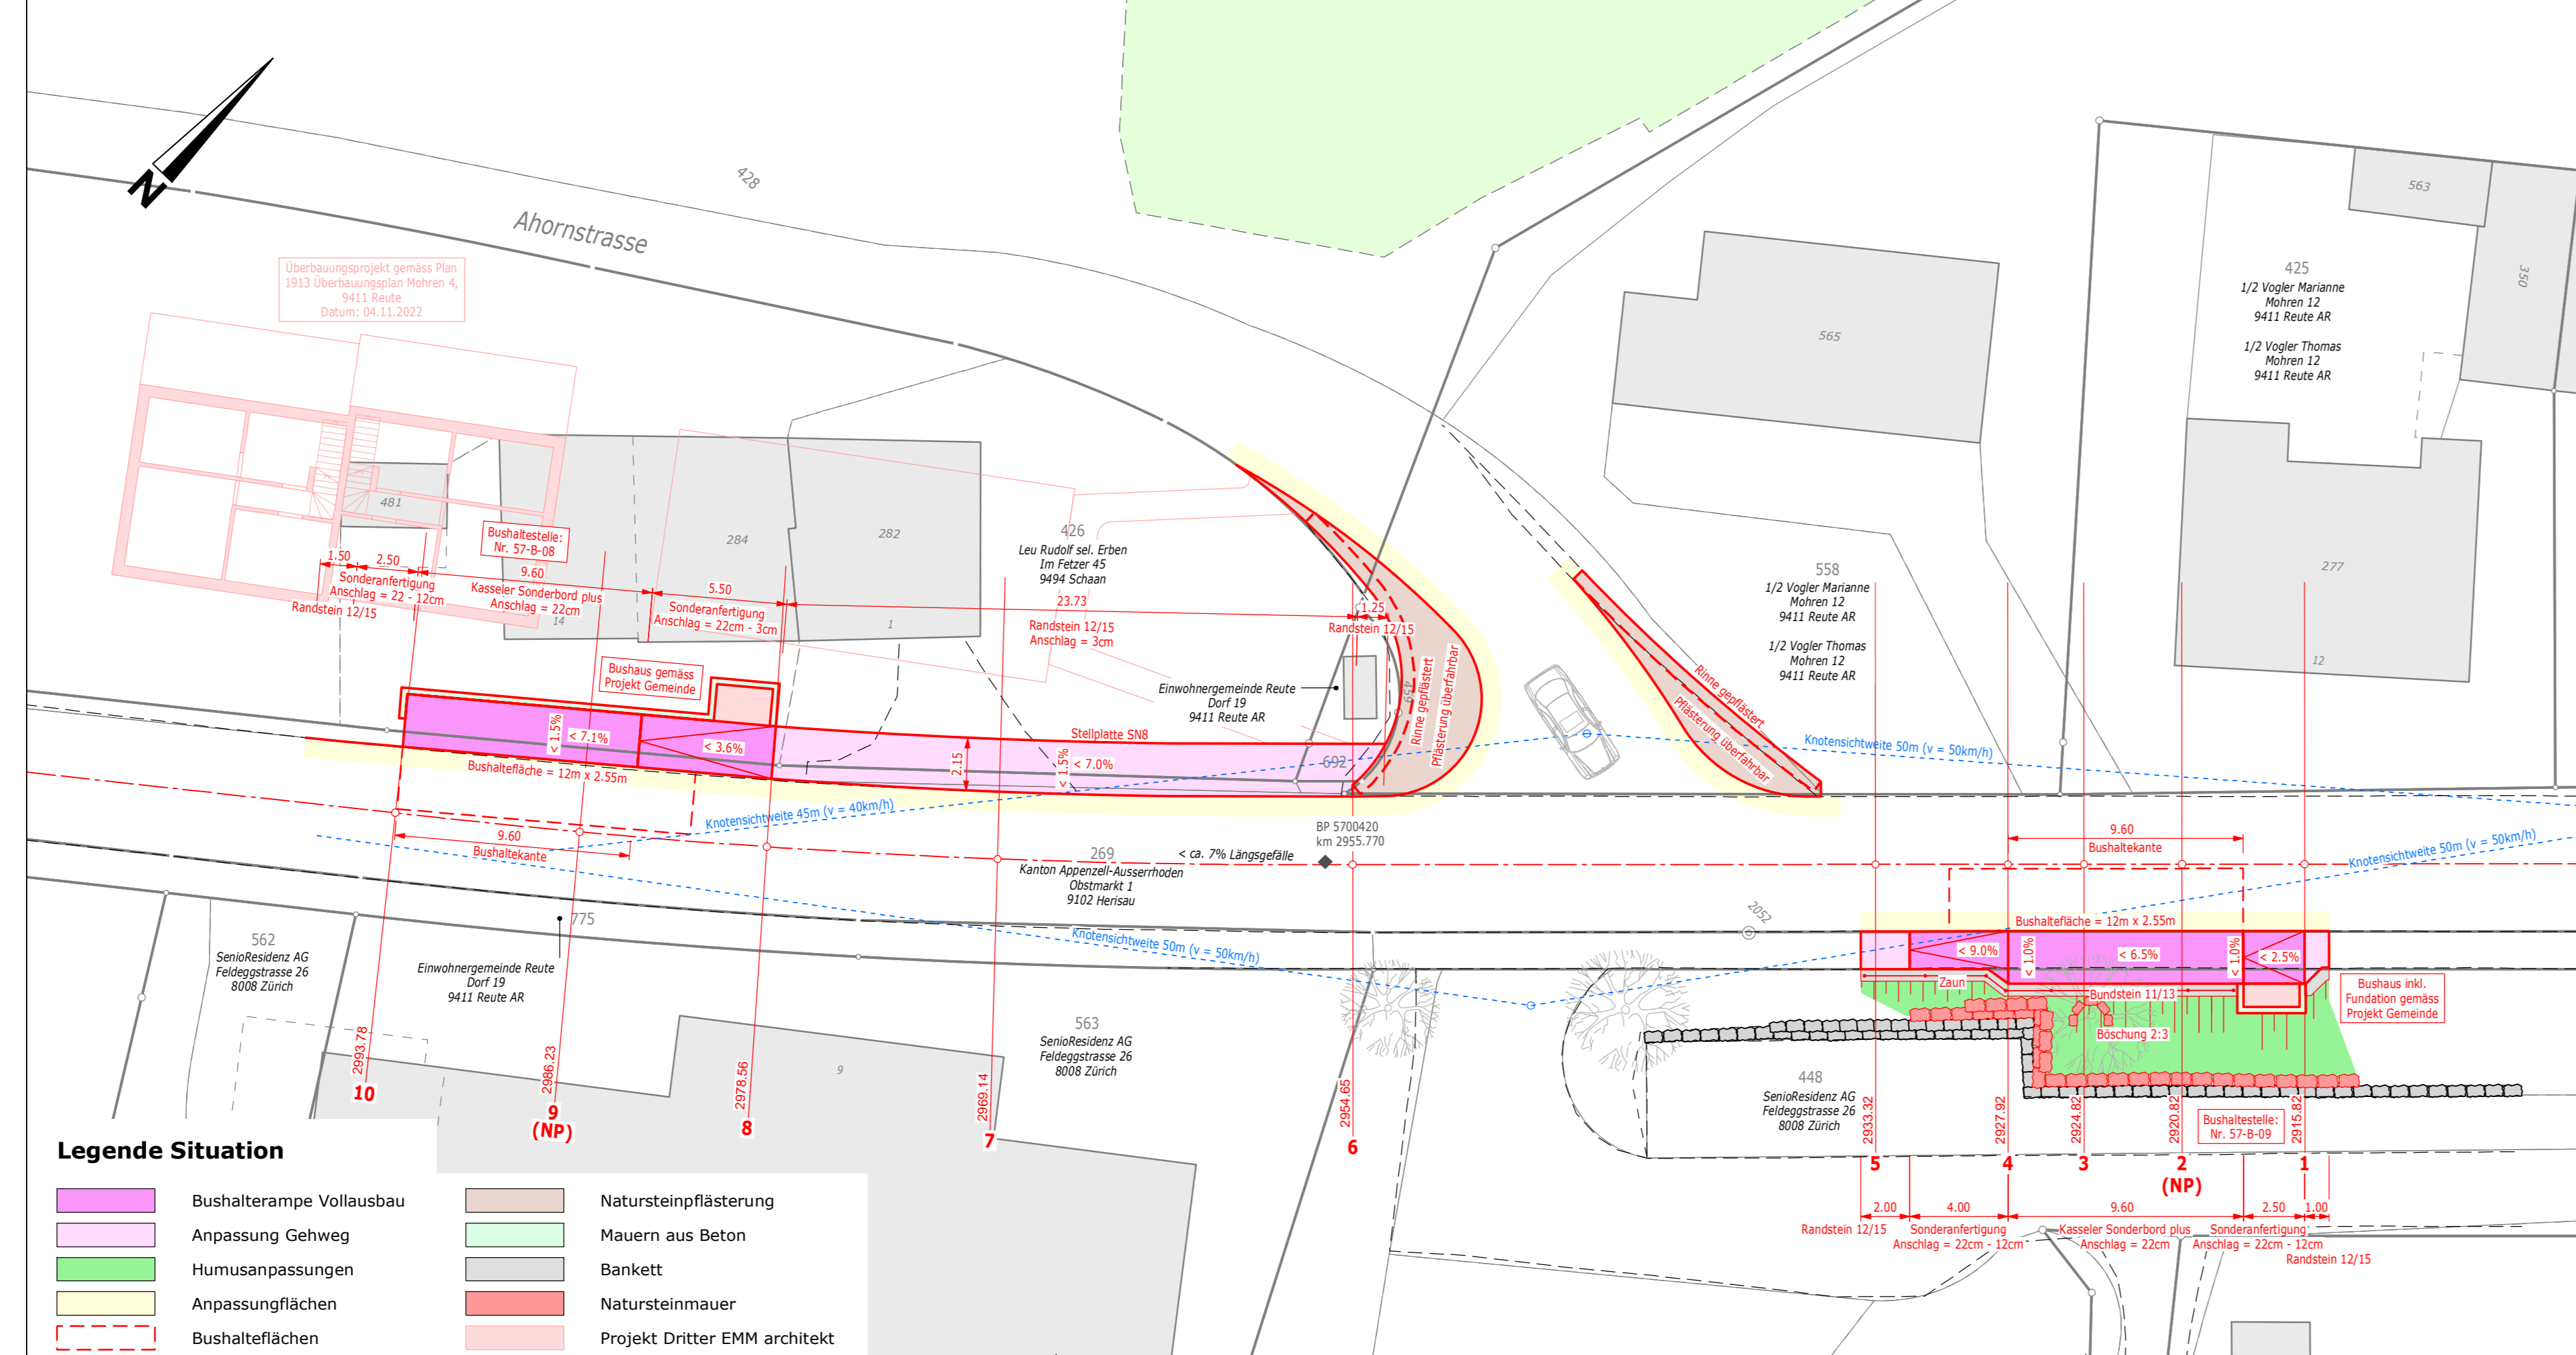 N
428
Ahornstrasse
Überbauungsprojekt gemäss Plan
1913 Überbauungsplan Mohren 4,
9411 Reute
Datum: 04.11.2022
481
284
282
14
1
Bushaltestelle:
Nr. 57-B-08
1.50
2.50
9.60
5.50
23.73
1.25
Sonderanfertigung
Anschlag = 22 - 12cm
Randstein 12/15
Kasseler Sonderbord plus
Anschlag = 22cm
Sonderanfertigung
Anschlag = 22cm - 3cm
Randstein 12/15
Anschlag = 3cm
Randstein 12/15
426
Leu Rudolf sel. Erben
Im Fetzer 45
9494 Schaan
Bushaus gemäss
Projekt Gemeinde
Einwohnergemeinde Reute
Dorf 19
9411 Reute AR
459
Rinne gepflästert
Pflästerung überfahrbar
Rinne gepflästert
Pflästerung überfahrbar
< 1.5%
< 7.1%
< 3.6%
Stellplatte SN8
2.15
< 1.5%
< 7.0%
692
Bushaltefläche = 12m x 2.55m
Knotensichtweite 45m (v = 40km/h)
Knotensichtweite 50m (v = 50km/h)
9.60
Bushaltekante
BP 5700420
km 2955.770
< ca. 7% Längsgefälle
269
Kanton Appenzell-Ausserrhoden
Obstmarkt 1
9102 Herisau
Knotensichtweite 50m (v = 50km/h)
Knotensichtweite 50m (v = 50km/h)
565
563
350
425
1/2 Vogler Marianne
Mohren 12
9411 Reute AR
1/2 Vogler Thomas
Mohren 12
9411 Reute AR
277
12
558
1/2 Vogler Marianne
Mohren 12
9411 Reute AR
1/2 Vogler Thomas
Mohren 12
9411 Reute AR
9.60
Bushaltekante
2052
Bushaltefläche = 12m x 2.55m
< 9.0%
< 1.0%
< 6.5%
< 1.0%
< 2.5%
Zaun
Bundstein 11/13
Böschung 2:3
Bushaus inkl.
Fundation gemäss
Projekt Gemeinde
562
SenioResidenz AG
Feldeggstrasse 26
8008 Zürich
775
Einwohnergemeinde Reute
Dorf 19
9411 Reute AR
563
SenioResidenz AG
Feldeggstrasse 26
8008 Zürich
9
448
SenioResidenz AG
Feldeggstrasse 26
8008 Zürich
2993.78
10
2986.23
9
(NP)
2978.56
8
2969.14
7
2954.65
6
2933.32
5
2927.92
4
2924.82
3
2920.82
2
(NP)
2915.82
1
Bushaltestelle:
Nr. 57-B-09
2.00
4.00
9.60
2.50
1.00
Randstein 12/15
Sonderanfertigung
Anschlag = 22cm - 12cm
Kasseler Sonderbord plus
Anschlag = 22cm
Sonderanfertigung
Anschlag = 22cm - 12cm
Randstein 12/15
Legende Situation
Bushalterampe Vollausbau
Anpassung Gehweg
Humusanpassungen
Anpassungflächen
Bushalteflächen
Natursteinpflästerung
Mauern aus Beton
Bankett
Natursteinmauer
Projekt Dritter EMM architekt